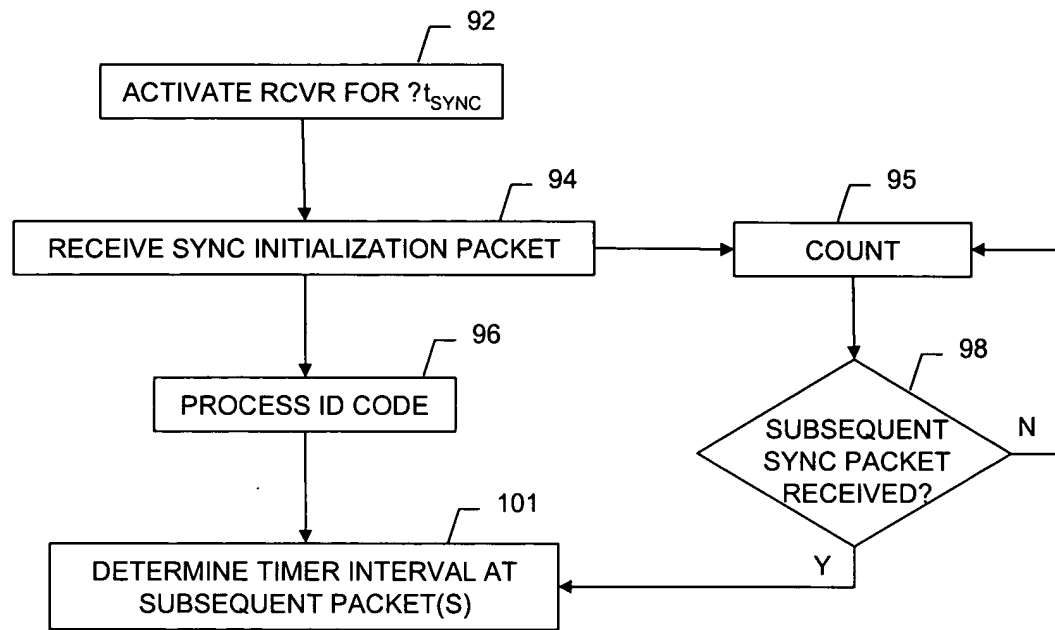 92
ACTIVATE RCVR FOR ?tSYNC
94
RECEIVE SYNC INITIALIZATION PACKET
95
COUNT
96
PROCESS ID CODE
98
SUBSEQUENT
SYNC PACKET
RECEIVED?
N
Y
101
DETERMINE TIMER INTERVAL AT
SUBSEQUENT PACKET(S)